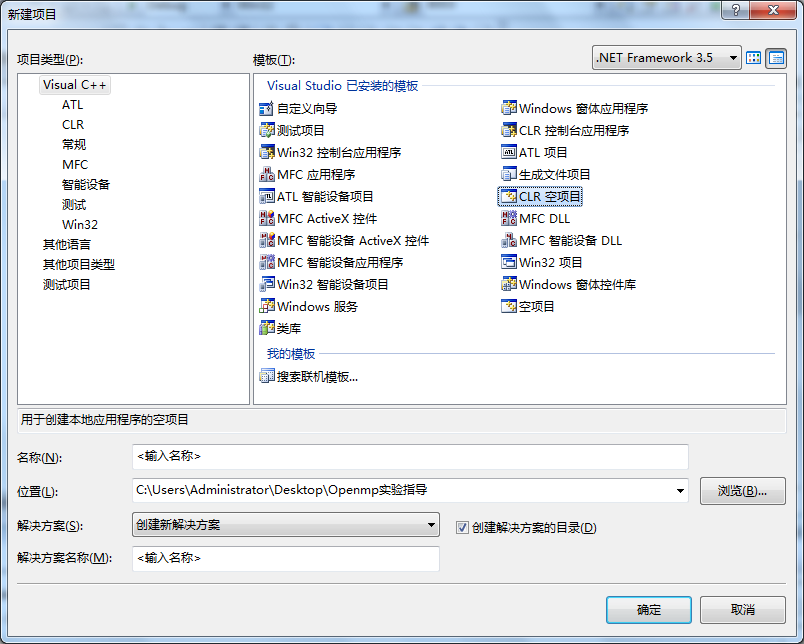 新建项目
项目类型(P):
模板(T):
.NET Framework 3.5
Visual C++
ATL
CLR
常规
MFC
智能设备
测试
Win32
其他语言
其他项目类型
测试项目
Visual Studio 已安装的模板
自定义向导
Windows 窗体应用程序
测试项目
CLR 控制台应用程序
Win32 控制台应用程序
ATL 项目
MFC 应用程序
生成文件项目
ATL 智能设备项目
CLR 空项目
MFC ActiveX 控件
MFC DLL
MFC 智能设备 ActiveX 控件
MFC 智能设备 DLL
MFC 智能设备应用程序
Win32 项目
Win32 智能设备项目
Windows 窗体控件库
Windows 服务
空项目
类库
我的模板
搜索联机模板...
用于创建本地应用程序的空项目
名称(N):
<输入名称>
位置(L):
C:\Users\Administrator\Desktop\Openmp实验指导
浏览(B)...
解决方案(S):
创建新解决方案
创建解决方案的目录(D)
解决方案名称(M):
<输入名称>
确定
取消